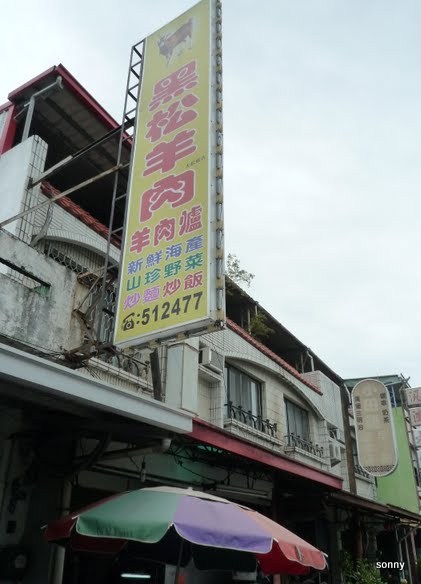 黑松羊肉
羊肉爐
新鮮海產
山珍野菜
炒麵炒飯
☎:512477
sonny